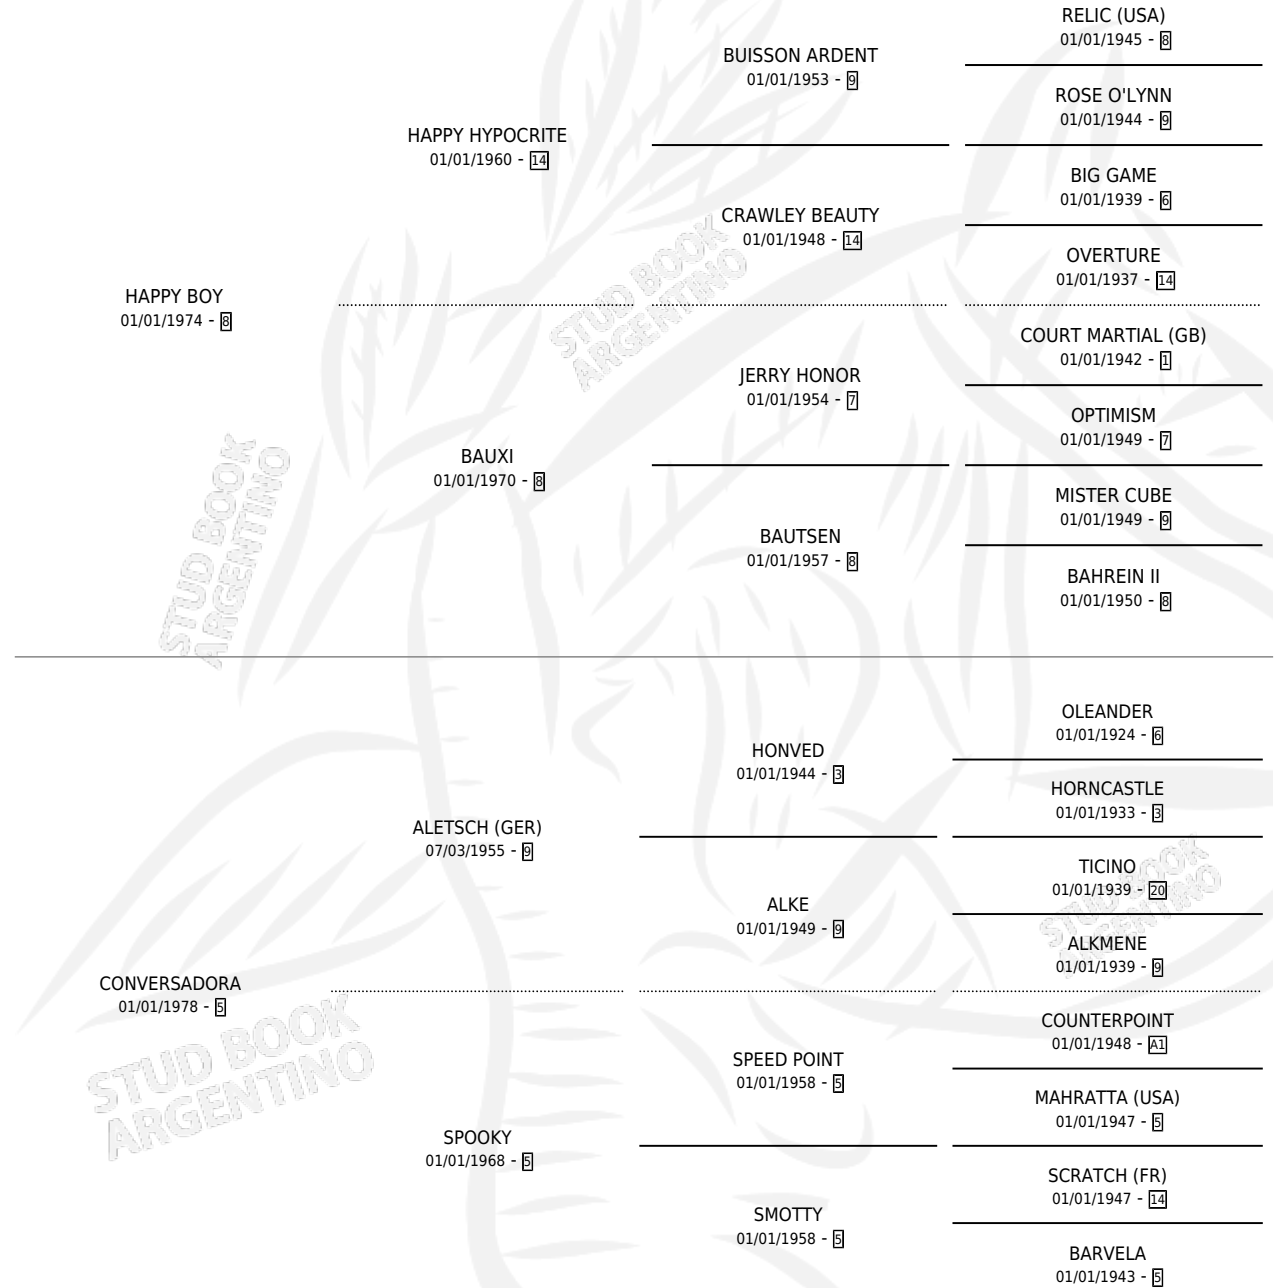 RELIC (USA)
01/01/1945 - 8
BUISSON ARDENT
01/01/1953 - 9
ROSE O'LYNN
01/01/1944 - 9
HAPPY HYPOCRITE
01/01/1960 - 14
BIG GAME
01/01/1939 - 6
CRAWLEY BEAUTY
01/01/1948 - 14
OVERTURE
01/01/1937 - 14
HAPPY BOY
01/01/1974 - 8
COURT MARTIAL (GB)
01/01/1942 - 1
JERRY HONOR
01/01/1954 - 7
OPTIMISM
01/01/1949 - 7
BAUXI
01/01/1970 - 8
MISTER CUBE
01/01/1949 - 9
BAUTSEN
01/01/1957 - 8
BAHREIN II
01/01/1950 - 8
STUD BOOK
ARGENTINO
STUD BOOK
ARGENTINO
OLEANDER
01/01/1924 - 6
HONVED
01/01/1944 - 3
HORNCASTLE
01/01/1933 - 3
ALETSCH (GER)
07/03/1955 - 9
TICINO
01/01/1939 - 20
ALKE
01/01/1949 - 9
ALKMENE
01/01/1939 - 9
STUD BOOK
ARGENTINO
CONVERSADORA
01/01/1978 - 5
COUNTERPOINT
01/01/1948 - A1
SPEED POINT
01/01/1958 - 5
MAHRATTA (USA)
01/01/1947 - 5
STUD BOOK
ARGENTINO
SPOOKY
01/01/1968 - 5
SCRATCH (FR)
01/01/1947 - 14
SMOTTY
01/01/1958 - 5
BARVELA
01/01/1943 - 5